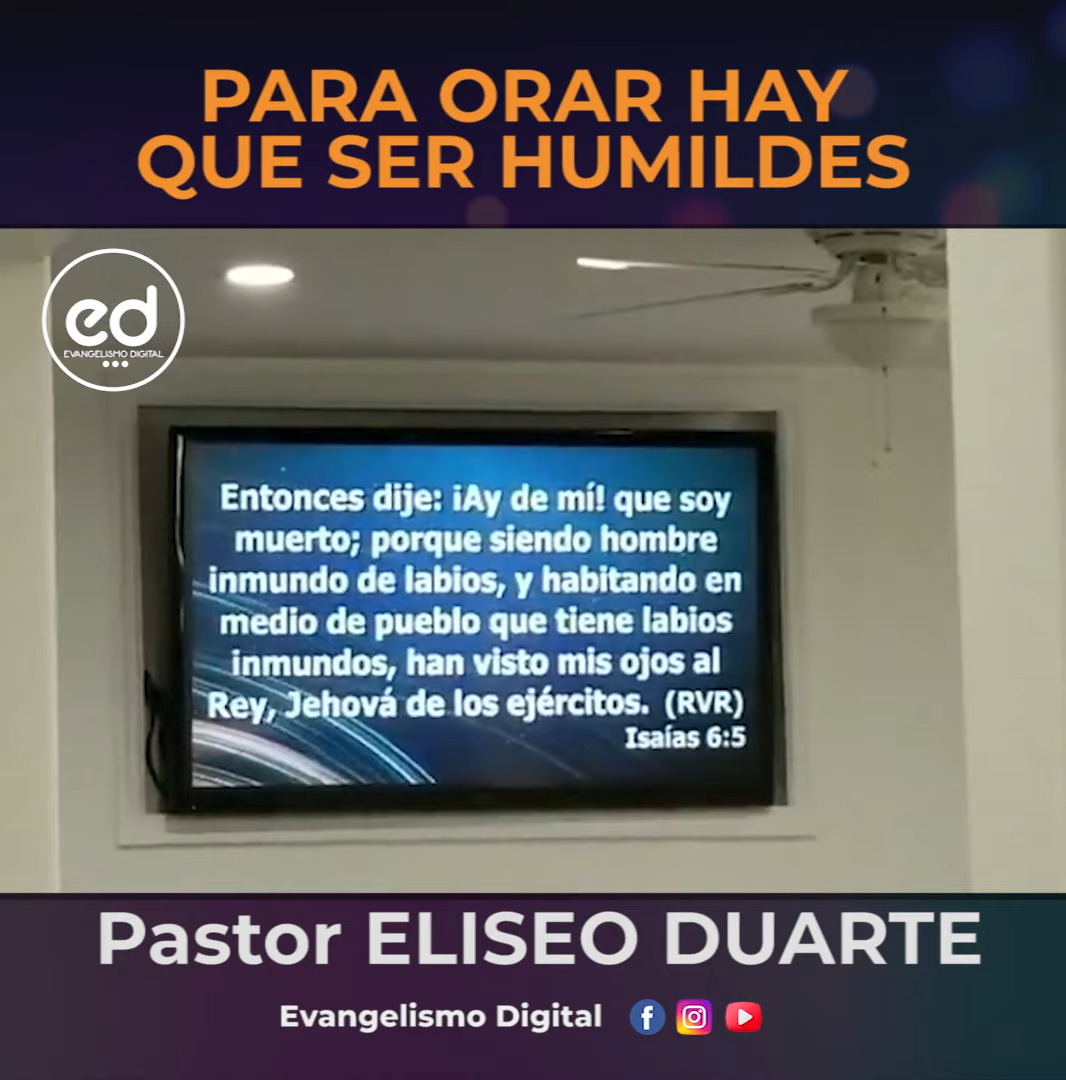 PARA ORAR HAY
QUE SER HUMILDES
ed
EVANGELISMO DIGITAL
Entonces dije: ¡Ay de mí! que soy
muerto; porque siendo hombre
inmundo de labios, y habitando en
medio de pueblo que tiene labios
inmundos, han visto mis ojos al
Rey, Jehová de los ejércitos. (RVR)
Isaías 6:5
Pastor ELISEO DUARTE
Evangelismo Digital